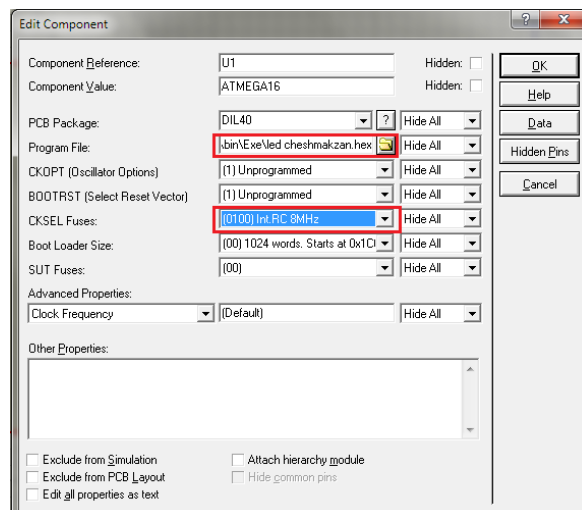 Edit Component
Component Reference: U1 Hidden:
Component Value: ATMEGA16 Hidden:
PCB Package: DIL40 ? Hide All
Program File: \bin\Exe\led cheshmakzan.hex Hide All
CKOPT (Oscillator Options) (1) Unprogrammed Hide All
BOOTRST (Select Reset Vector) (1) Unprogrammed Hide All
CKSEL Fuses: (0100) Int.RC 8MHz Hide All
Boot Loader Size: (00) 1024 words. Starts at 0x1C Hide All
SUT Fuses: (00) Hide All
Advanced Properties:
Clock Frequency (Default) Hide All
Other Properties:
Exclude from Simulation Attach hierarchy module
Exclude from PCB Layout Hide common pins
Edit all properties as text
?
OK
Help
Data
Hidden Pins
Cancel